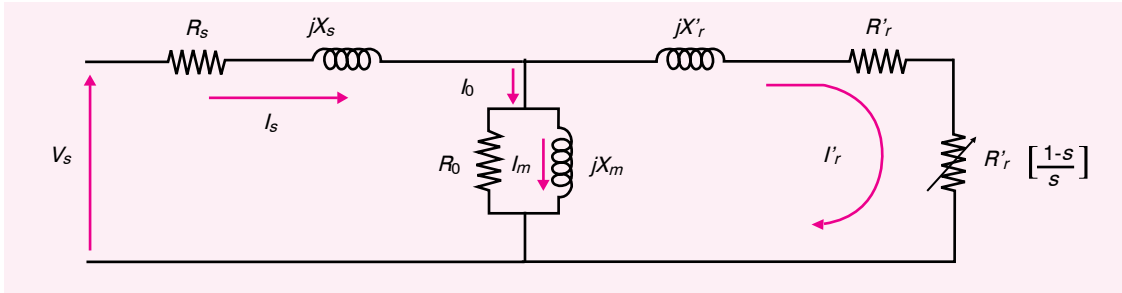 Rs
jXs
jX'r
R'r
I0
Is
Vs
R0
Im
jXm
I'r
R'r [1-s/s]